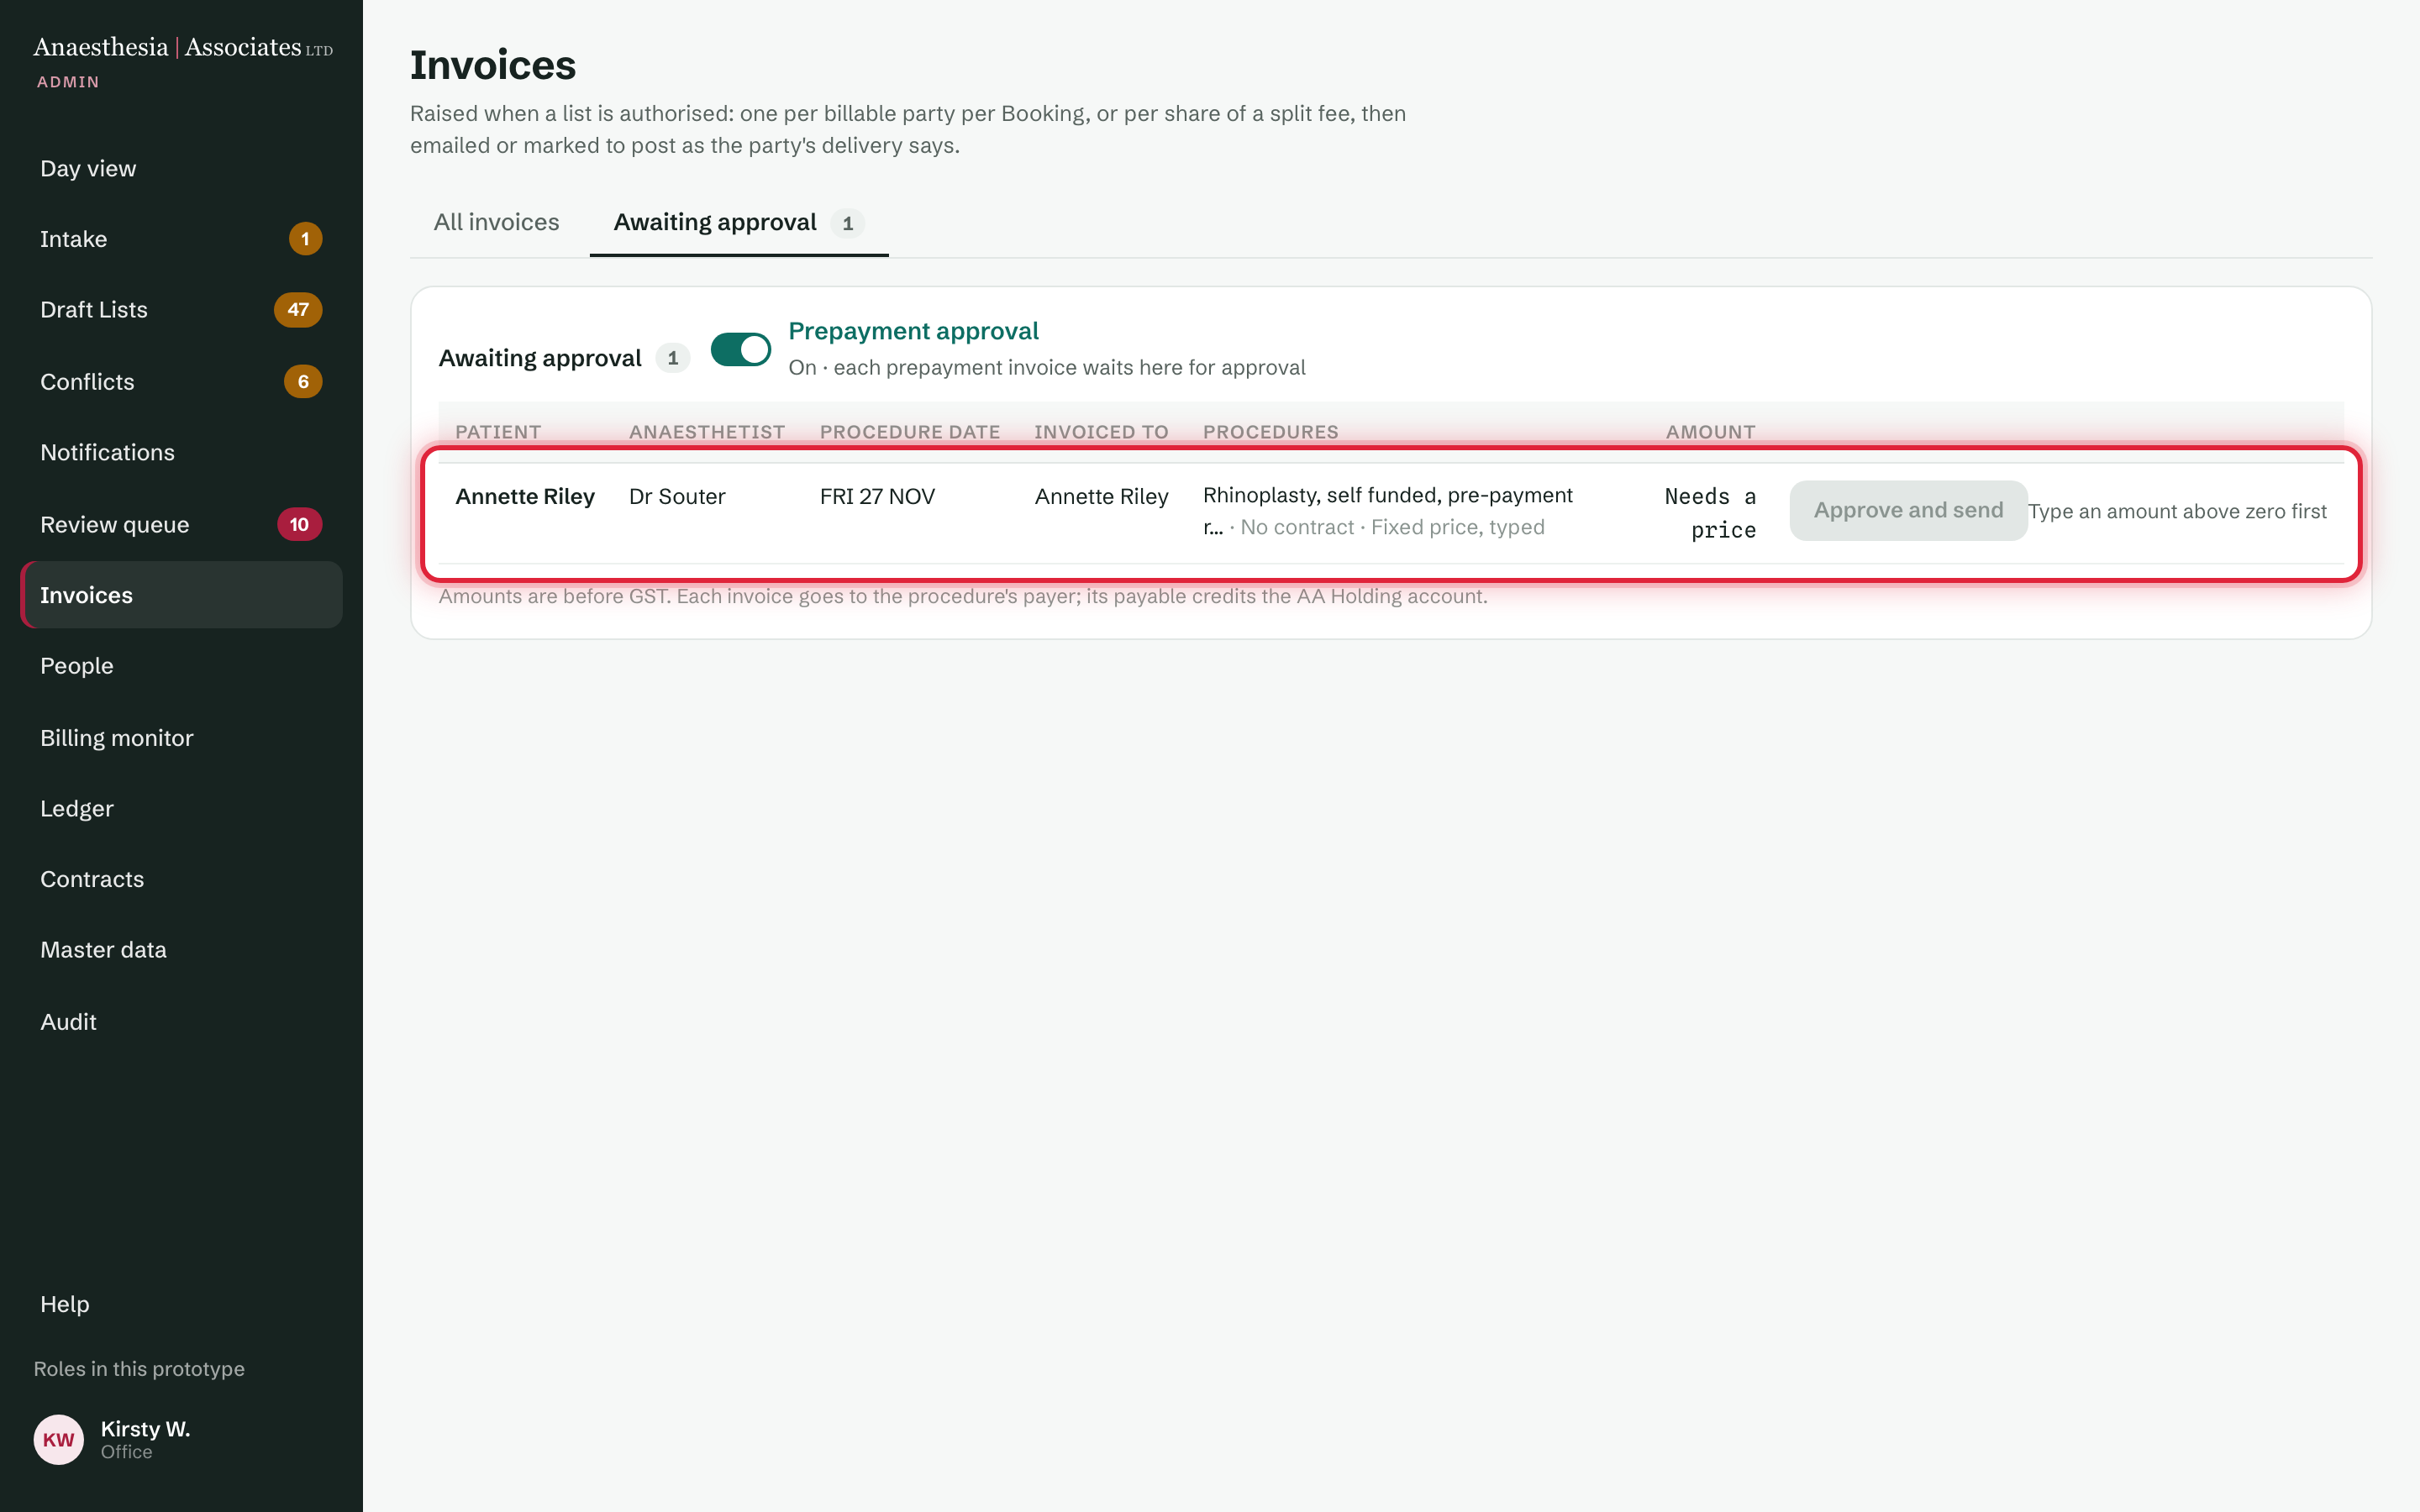 Anaesthesia | Associates LTD
ADMIN
Day view
Intake 1
Draft Lists 47
Conflicts 6
Notifications
Review queue 10
Invoices
People
Billing monitor
Ledger
Contracts
Master data
Audit
Help
Roles in this prototype
KW
Kirsty W.
Office
Invoices
Raised when a list is authorised: one per billable party per Booking, or per share of a split fee, then
emailed or marked to post as the party's delivery says.
All invoices Awaiting approval 1
Awaiting approval 1
Prepayment approval
On · each prepayment invoice waits here for approval
PATIENT ANAESTHETIST PROCEDURE DATE INVOICED TO PROCEDURES AMOUNT
Annette Riley Dr Souter FRI 27 NOV Annette Riley Rhinoplasty, self funded, pre-payment Needs a Approve and send Type an amount above zero first
r... · No contract · Fixed price, typed price
Amounts are before GST. Each invoice goes to the procedure's payer; its payable credits the AA Holding account.